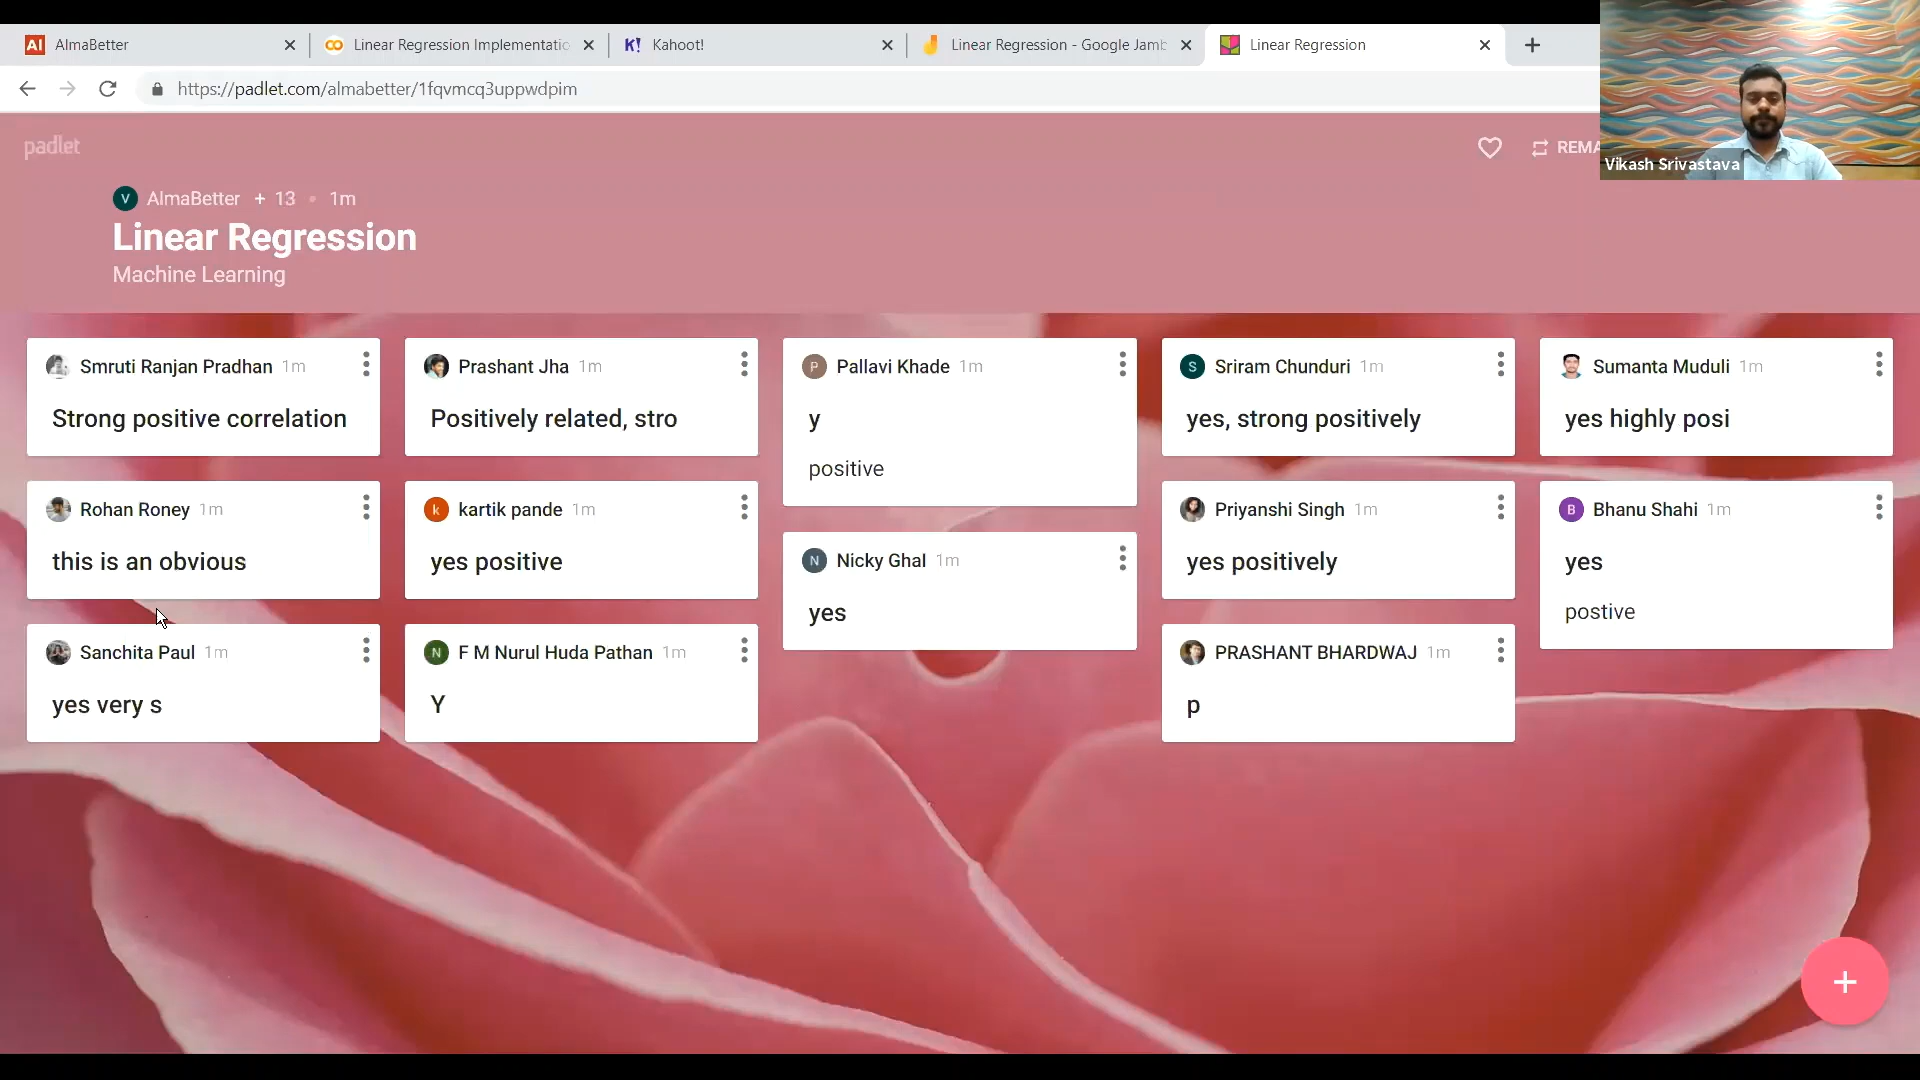 AlmaBetter
Linear Regression Implementatio
K! Kahoot!
Linear Regression - Google Jamb
Linear Regression
https://padlet.com/almabetter/1fqvmcq3uppwdpim
padlet
REMA
Vikash Srivastava
V AlmaBetter + 13 • 1m
Linear Regression
Machine Learning
Smruti Ranjan Pradhan 1m
Strong positive correlation
Prashant Jha 1m
Positively related, stro
P Pallavi Khade 1m
y
positive
S Sriram Chunduri 1m
yes, strong positively
Sumanta Muduli 1m
yes highly posi
Rohan Roney 1m
this is an obvious
k kartik pande 1m
yes positive
N Nicky Ghal 1m
yes
Priyanshi Singh 1m
yes positively
B Bhanu Shahi 1m
yes
postive
Sanchita Paul 1m
yes very s
N F M Nurul Huda Pathan 1m
Y
PRASHANT BHARDWAJ 1m
p